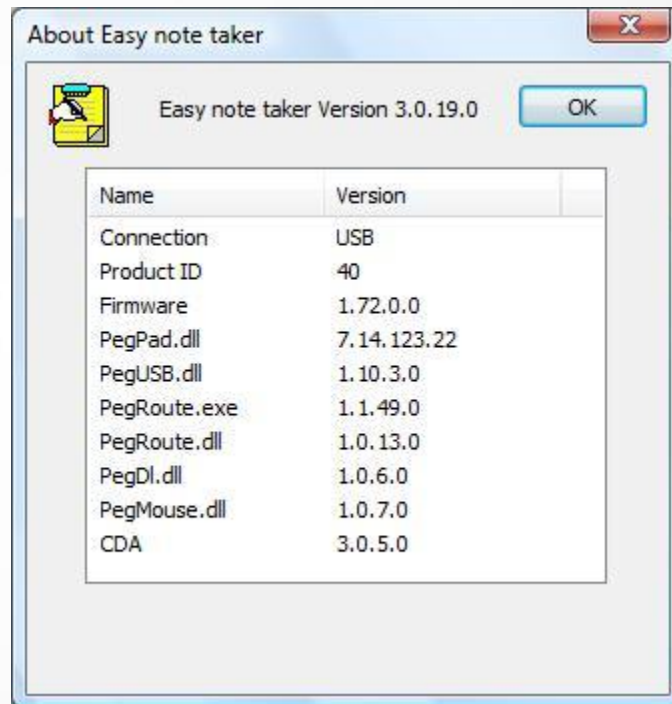 About Easy note taker
Easy note taker Version 3.0.19.0 OK
Name Version
Connection USB
Product ID 40
Firmware 1.72.0.0
PegPad.dll 7.14.123.22
PegUSB.dll 1.10.3.0
PegRoute.exe 1.1.49.0
PegRoute.dll 1.0.13.0
PegDl.dll 1.0.6.0
PegMouse.dll 1.0.7.0
CDA 3.0.5.0